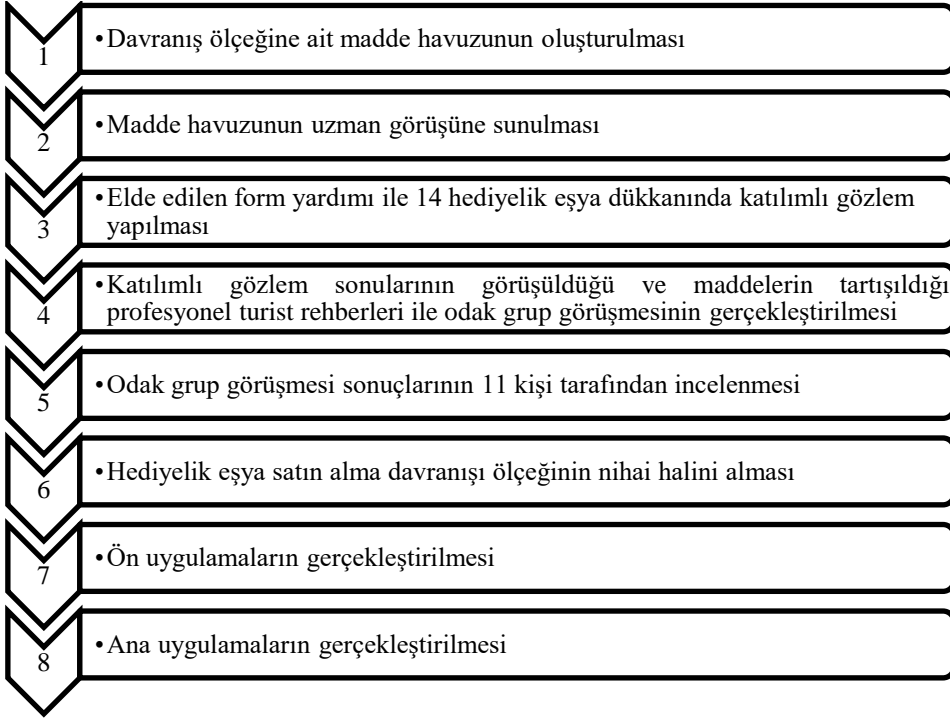 1
•Davranış ölçeğine ait madde havuzunun oluşturulması
2
•Madde havuzunun uzman görüşüne sunulması
3
•Elde edilen form yardımı ile 14 hediyelik eşya dükkanında katılımlı gözlem
yapılması
4
•Katılımlı gözlem sonularının görüşüldüğü ve maddelerin tartışıldığı
profesyonel turist rehberleri ile odak grup görüşmesinin gerçekleştirilmesi
5
•Odak grup görüşmesi sonuçlarının 11 kişi tarafından incelenmesi
6
•Hediyelik eşya satın alma davranışı ölçeğinin nihai halini alması
7
•Ön uygulamaların gerçekleştirilmesi
8
•Ana uygulamaların gerçekleştirilmesi